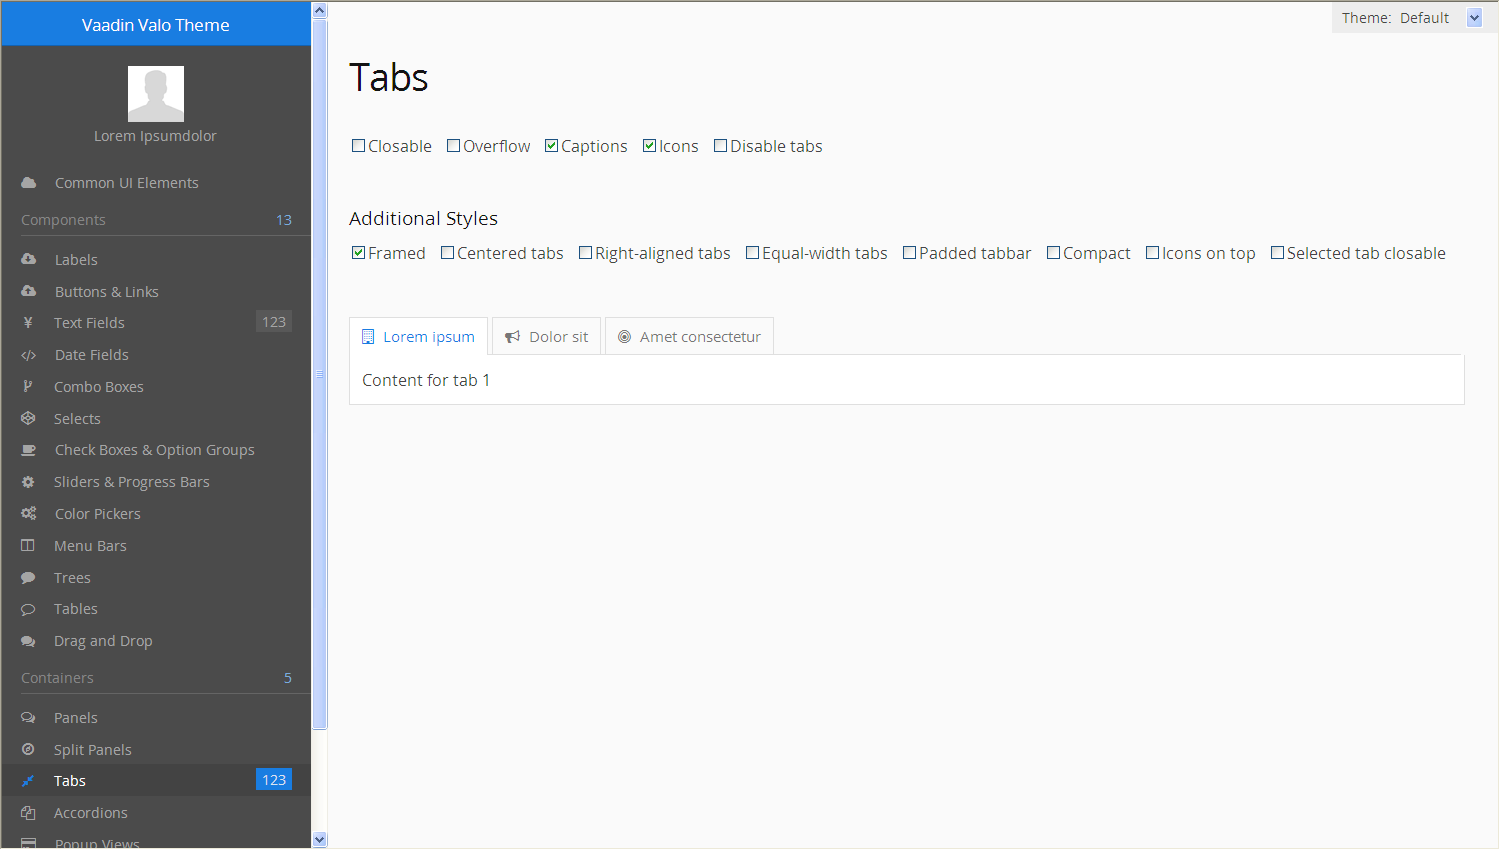 Vaadin Valo Theme
Lorem Ipsumdolor
Common UI Elements
Components 13
Labels
Buttons & Links
Text Fields 123
Date Fields
Combo Boxes
Selects
Check Boxes & Option Groups
Sliders & Progress Bars
Color Pickers
Menu Bars
Trees
Tables
Drag and Drop
Containers 5
Panels
Split Panels
Tabs 123
Accordions
Popup Views
Theme: Default
Tabs
Closable Overflow Captions Icons Disable tabs
Additional Styles
Framed Centered tabs Right-aligned tabs Equal-width tabs Padded tabbar Compact Icons on top Selected tab closable
Lorem ipsum Dolor sit Amet consectetur
Content for tab 1